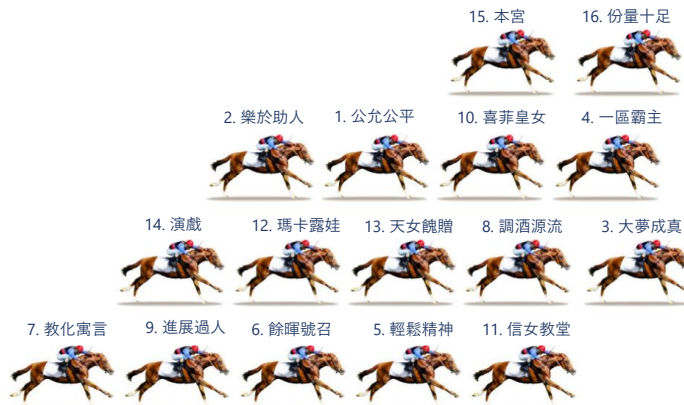 15. 本宮
16. 份量十足
2. 樂於助人
1. 公允公平
10. 喜菲皇女
4. 一區霸主
14. 演戲
12. 瑪卡露娃
13. 天女餽贈
8. 調酒源流
3. 大夢成真
7. 教化寓言
9. 進展過人
6. 餘暉號召
5. 輕鬆精神
11. 信女教堂